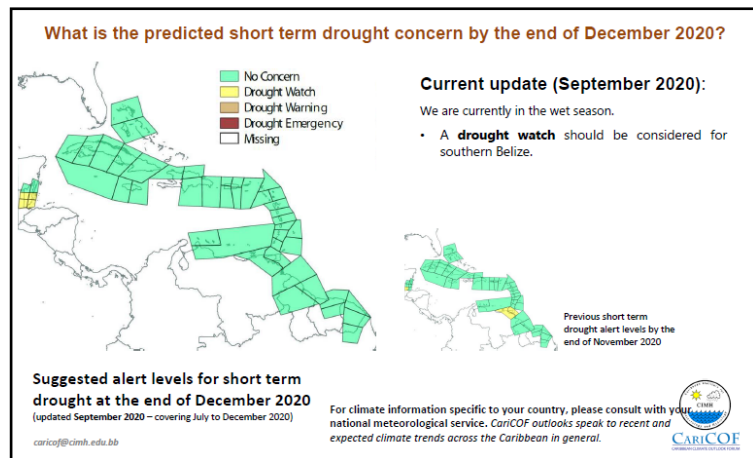 What is the predicted short term drought concern by the end of December 2020?
No Concern
Drought Watch
Drought Warning
Drought Emergency
Missing
Current update (September 2020):
We are currently in the wet season.
• A drought watch should be considered for
southern Belize.
Previous short term
drought alert levels by the
end of November 2020
Suggested alert levels for short term
drought at the end of December 2020
(updated September 2020 – covering July to December 2020)
caricof@cimh.edu.bb
For climate information specific to your country, please consult with your
national meteorological service. CariCOF outlooks speak to recent and
expected climate trends across the Caribbean in general.
CIMH
CARICOF
CARIBBEAN CLIMATE OUTLOOK FORUM